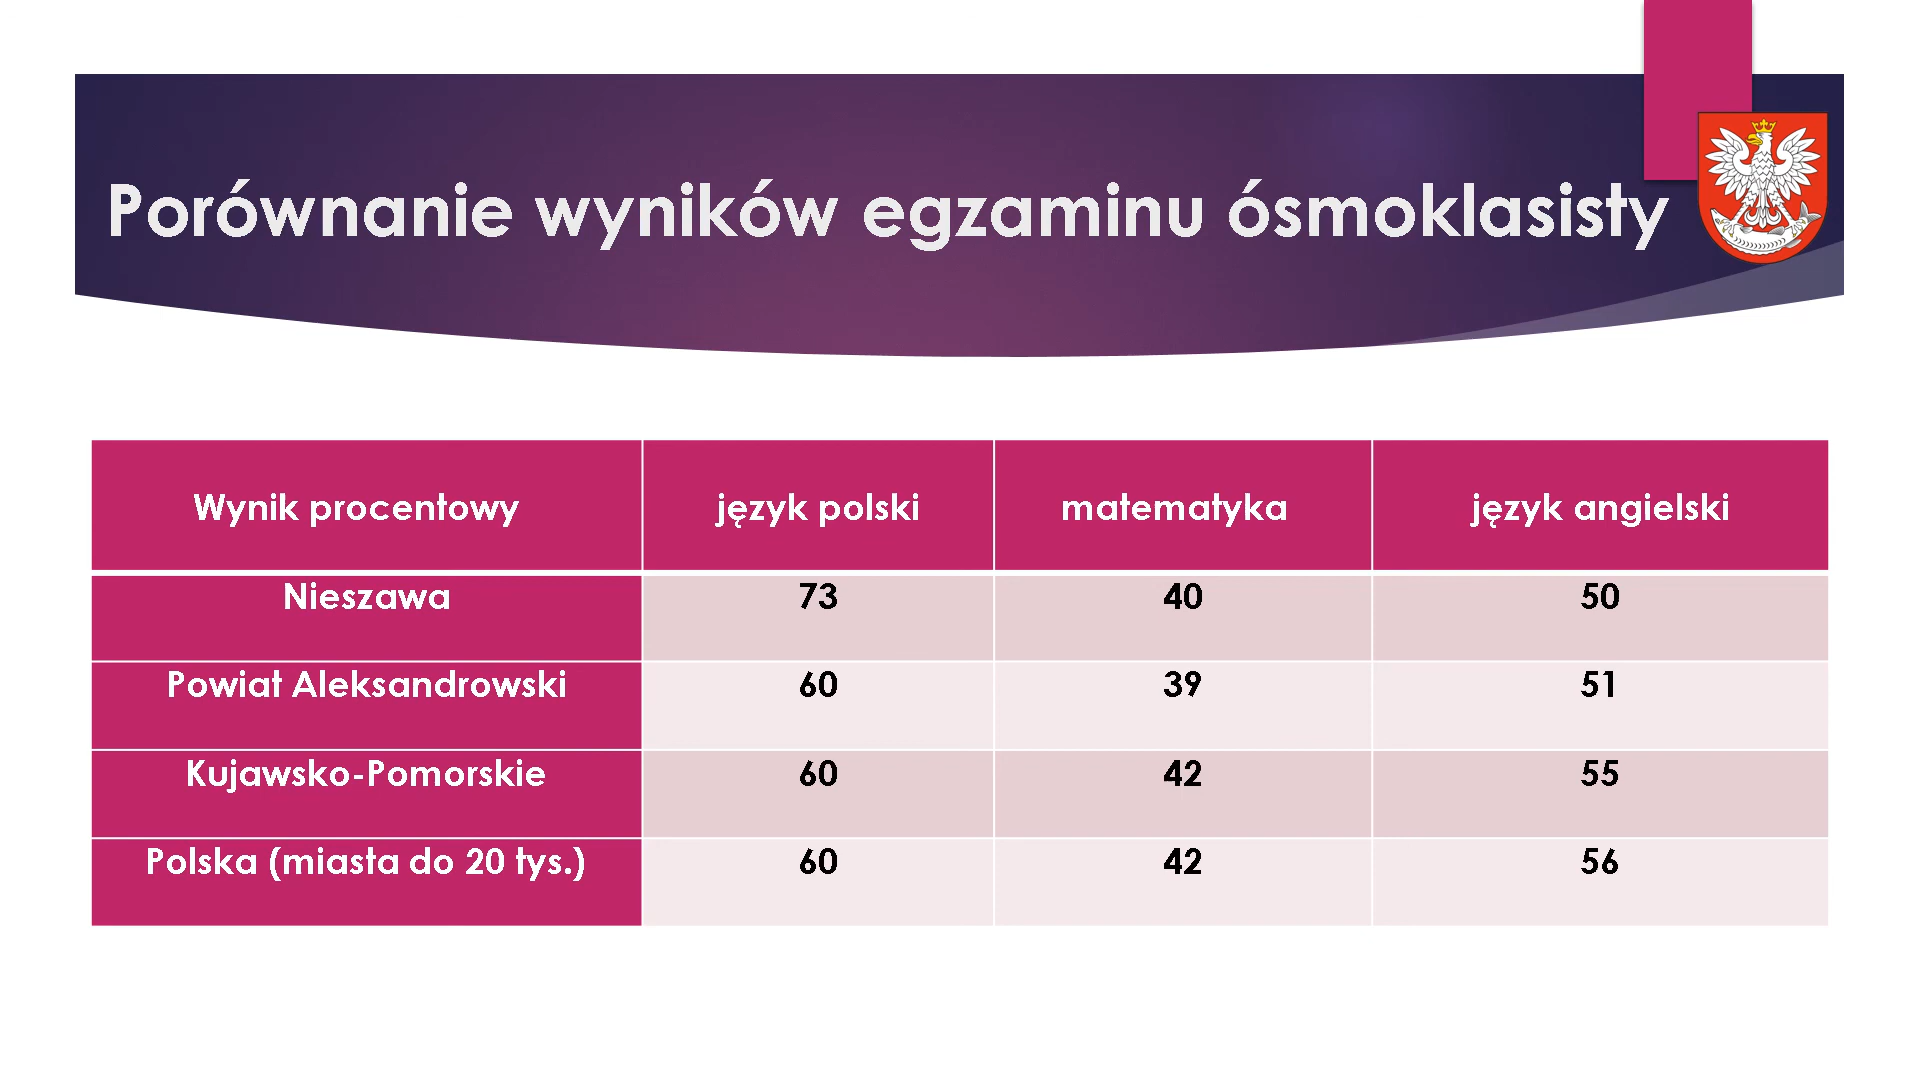 Porównanie wyników egzaminu ósmoklasisty
Wynik procentowy język polski matematyka język angielski
Nieszawa 73 40 50
Powiat Aleksandrowski 60 39 51
Kujawsko-Pomorskie 60 42 55
Polska (miasta do 20 tys.) 60 42 56